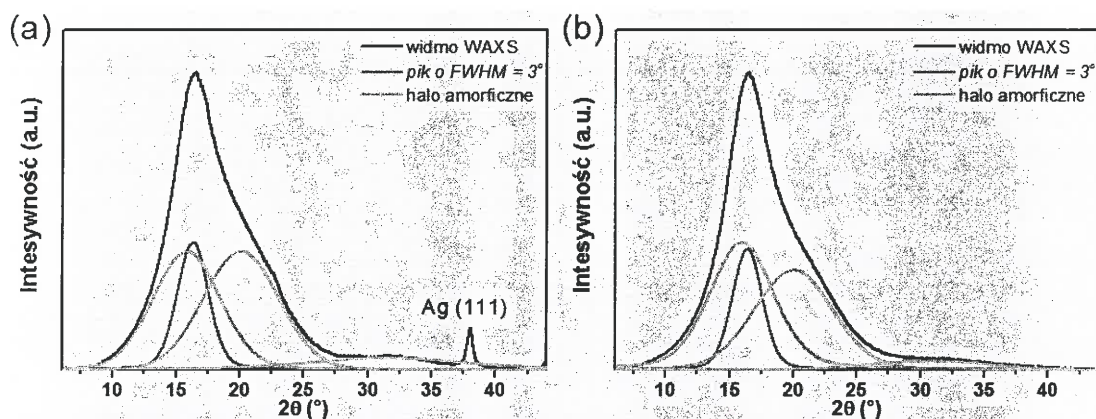 (a)
widmo WAXS
pik o FWHM = 3°
halo amorficzne
Intesywność (a.u.)
Ag (111)
10 15 20 25 30 35 40
2θ (°)
(b)
widmo WAXS
pik o FWHM = 3°
halo amorficzne
Intesywność (a.u.)
10 15 20 25 30 35 40
2θ (°)